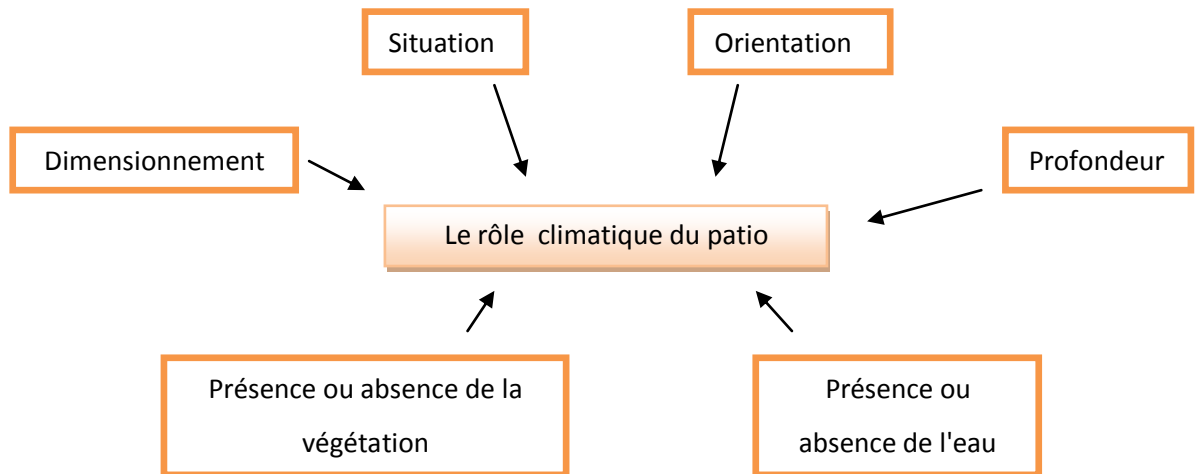 Situation
Orientation
Dimensionnement
Profondeur
Le rôle climatique du patio
Présence ou absence de la
végétation
Présence ou
absence de l'eau